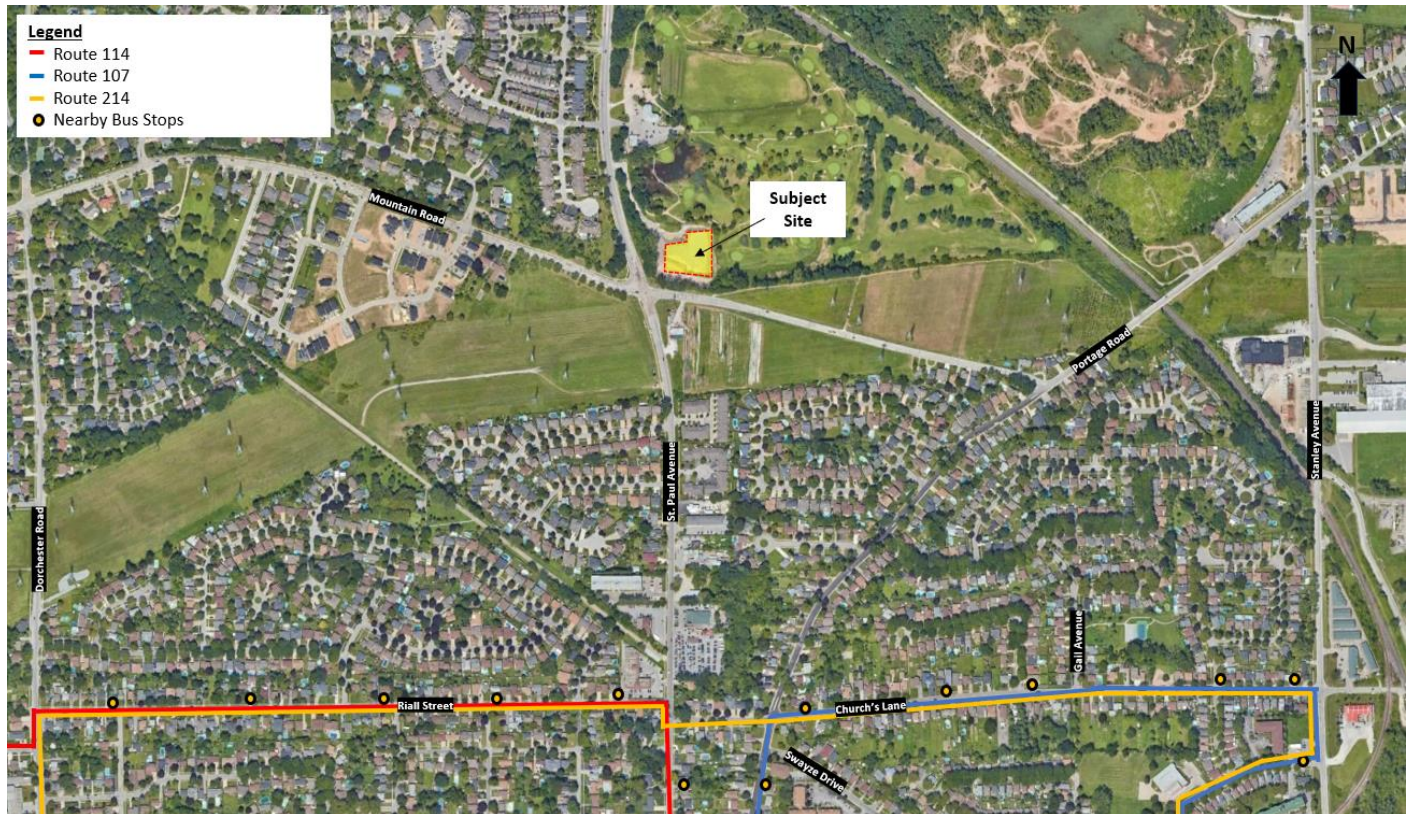 Legend
Route 114
Route 107
Route 214
Nearby Bus Stops
N
Mountain Road
Subject
Site
Portage Road
Stanley Avenue
St. Paul Avenue
Dorchester Road
Gail Avenue
Riall Street
Church's Lane
Swayze Drive